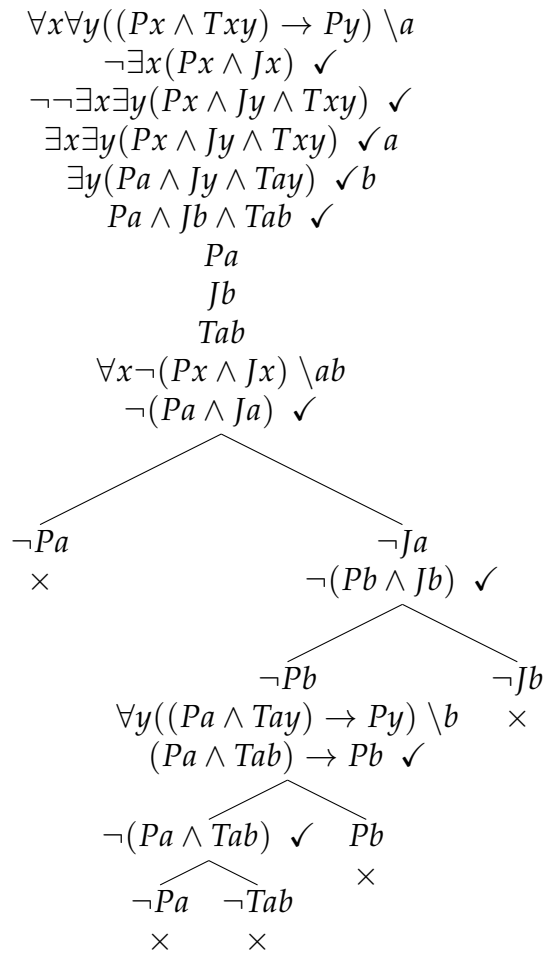 ∀x∀y((Px ∧ Txy) → Py) \a
¬∃x(Px ∧ Jx) ✓
¬¬∃x∃y(Px ∧ Jy ∧ Txy) ✓
∃x∃y(Px ∧ Jy ∧ Txy) ✓a
∃y(Pa ∧ Jy ∧ Tay) ✓b
Pa ∧ Jb ∧ Tab ✓
Pa
Jb
Tab
∀x¬(Px ∧ Jx) \ab
¬(Pa ∧ Ja) ✓
¬Pa ¬Ja
× ¬(Pb ∧ Jb) ✓
¬Pb ¬Jb
∀y((Pa ∧ Tay) → Py) \b ×
(Pa ∧ Tab) → Pb ✓
¬(Pa ∧ Tab) ✓ Pb
×
¬Pa ¬Tab
× ×